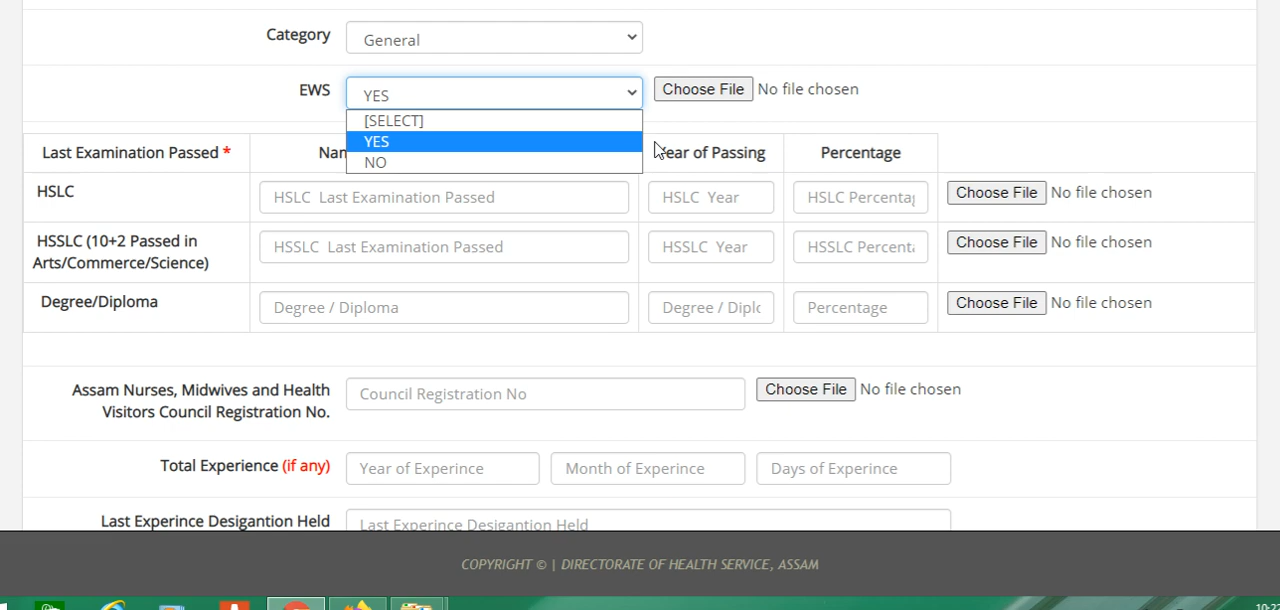 Category General
EWS YES Choose File No file chosen
[SELECT]
YES
NO
Last Examination Passed * Year of Passing Percentage
HSLC HSLC Last Examination Passed HSLC Year HSLC Percentag Choose File No file chosen
HSSLC (10+2 Passed in
Arts/Commerce/Science) HSSLC Last Examination Passed HSSLC Year HSSLC Percenta Choose File No file chosen
Degree/Diploma Degree / Diploma Degree / Diplo Percentage Choose File No file chosen
Assam Nurses, Midwives and Health
Visitors Council Registration No. Council Registration No Choose File No file chosen
Total Experience (if any) Year of Experince Month of Experince Days of Experince
Last Experince Desigantion Held Last Experince Desigantion Held
COPYRIGHT © | DIRECTORATE OF HEALTH SERVICE, ASSAM